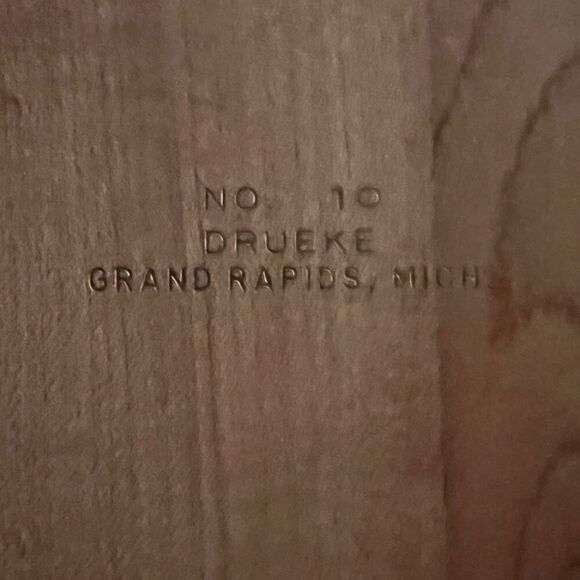 NO. 10
DRUEKE
GRAND RAPIDS, MICH.